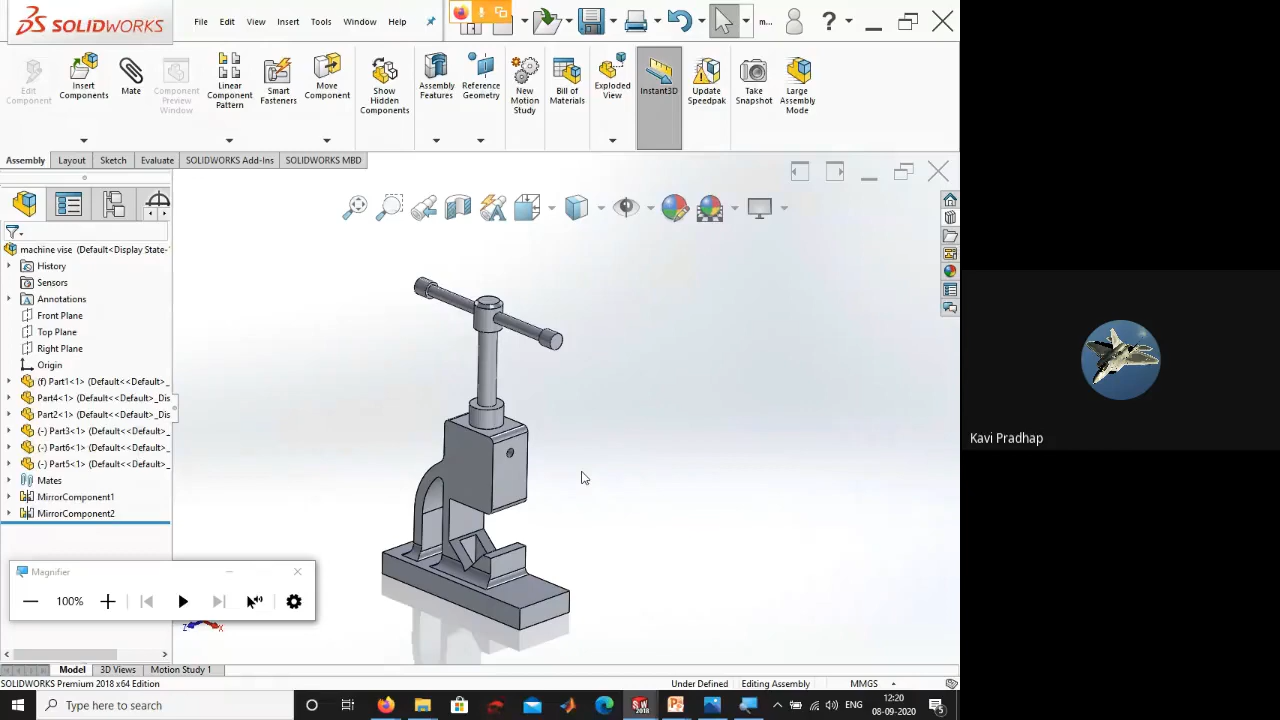 SOLIDWORKS
File Edit View Insert Tools Window Help
m...
?
Edit Component
Insert Components
Mate
Component Preview Window
Linear Component Pattern
Smart Fasteners
Move Component
Show Hidden Components
Assembly Features
Reference Geometry
New Motion Study
Bill of Materials
Exploded View
Instant3D
Update Speedpak
Take Snapshot
Large Assembly Mode
Assembly Layout Sketch Evaluate SOLIDWORKS Add-Ins SOLIDWORKS MBD
machine vise (Default<Display State-
History
Sensors
Annotations
Front Plane
Top Plane
Right Plane
Origin
(f) Part1<1> (Default<<Default>_
Part4<1> (Default<<Default>_Dis
Part2<1> (Default<<Default>_Dis
(-) Part3<1> (Default<<Default>_
(-) Part6<1> (Default<<Default>_
(-) Part5<1> (Default<<Default>_
Mates
MirrorComponent1
MirrorComponent2
Magnifier
100%
Z X
Model 3D Views Motion Study 1
SOLIDWORKS Premium 2018 x64 Edition
Under Defined Editing Assembly MMGS
Type here to search
SW 2018
ENG
12:20
08-09-2020
5
Kavi Pradhap